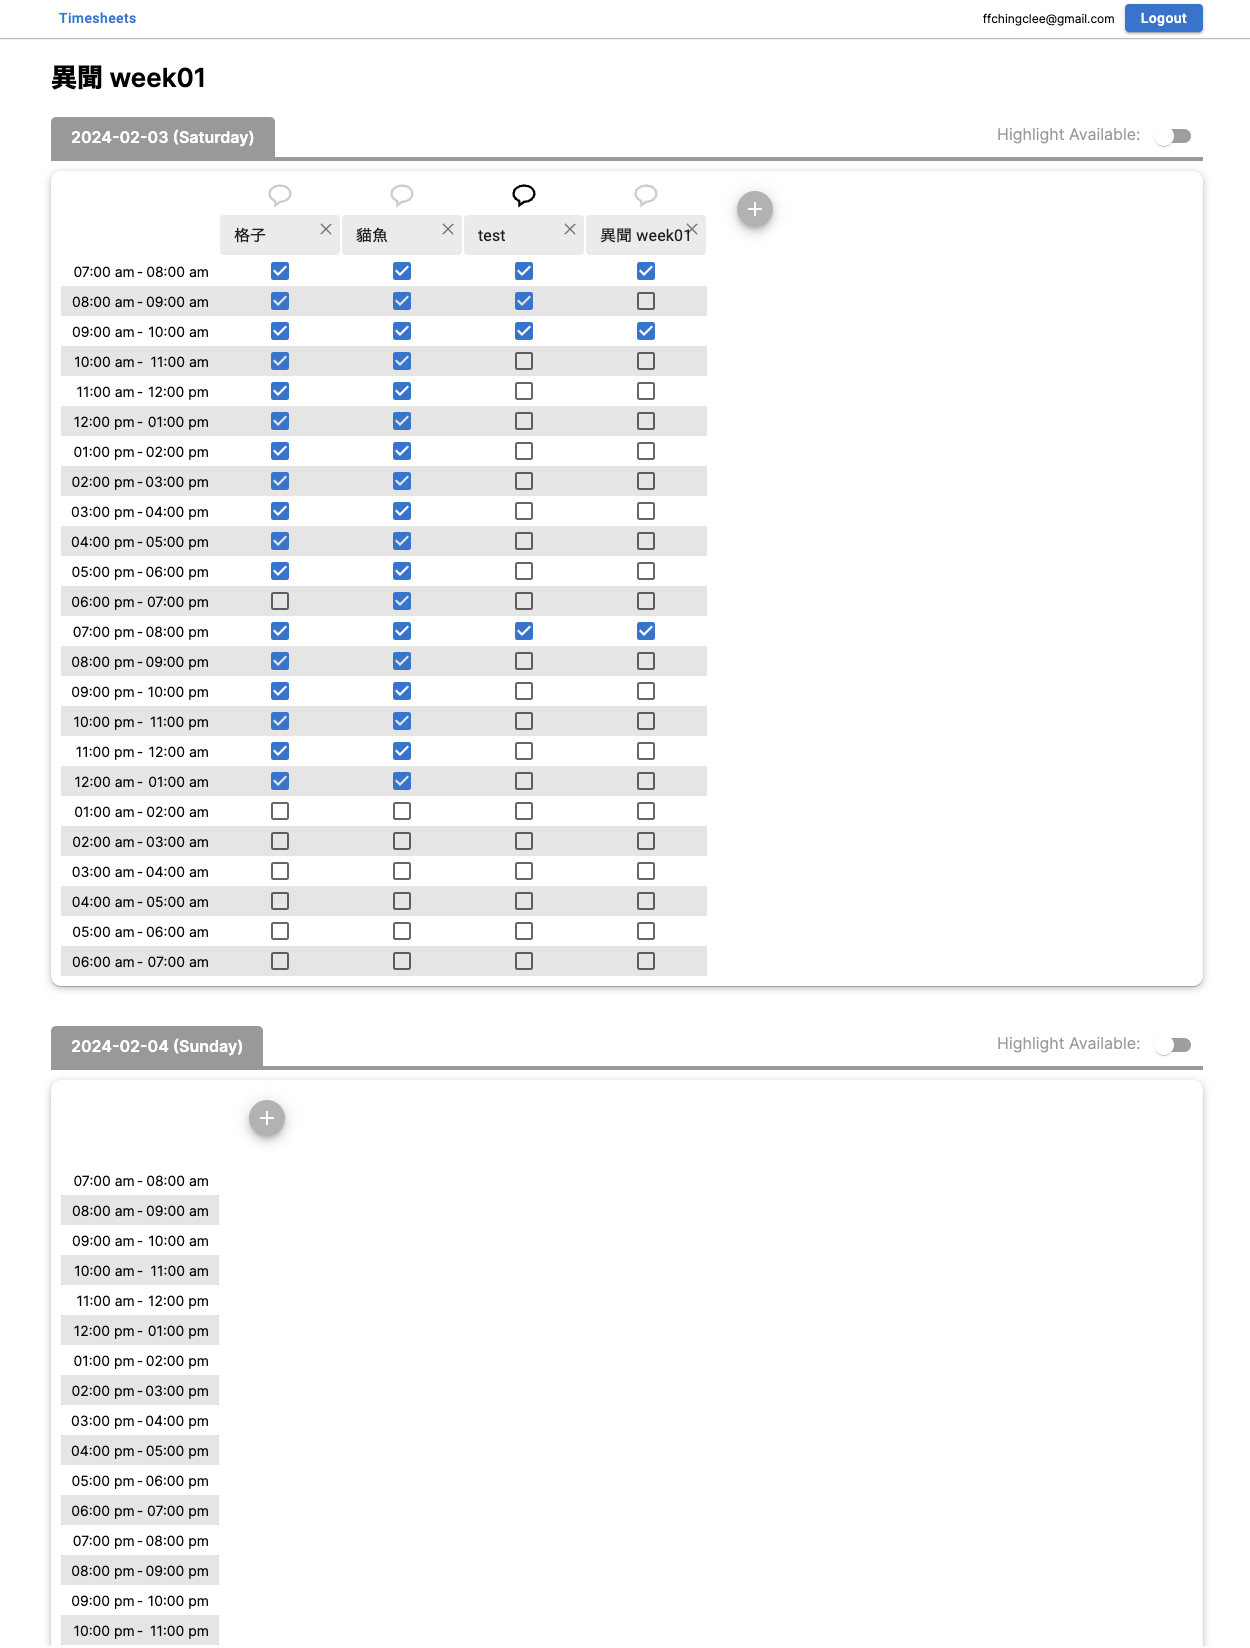 Timesheets
ffchingclee@gmail.com
Logout
異聞 week01
2024-02-03 (Saturday)
Highlight Available:
格子
貓魚
test
異聞 week01
07:00 am - 08:00 am
08:00 am - 09:00 am
09:00 am - 10:00 am
10:00 am - 11:00 am
11:00 am - 12:00 pm
12:00 pm - 01:00 pm
01:00 pm - 02:00 pm
02:00 pm - 03:00 pm
03:00 pm - 04:00 pm
04:00 pm - 05:00 pm
05:00 pm - 06:00 pm
06:00 pm - 07:00 pm
07:00 pm - 08:00 pm
08:00 pm - 09:00 pm
09:00 pm - 10:00 pm
10:00 pm - 11:00 pm
11:00 pm - 12:00 am
12:00 am - 01:00 am
01:00 am - 02:00 am
02:00 am - 03:00 am
03:00 am - 04:00 am
04:00 am - 05:00 am
05:00 am - 06:00 am
06:00 am - 07:00 am
2024-02-04 (Sunday)
Highlight Available:
07:00 am - 08:00 am
08:00 am - 09:00 am
09:00 am - 10:00 am
10:00 am - 11:00 am
11:00 am - 12:00 pm
12:00 pm - 01:00 pm
01:00 pm - 02:00 pm
02:00 pm - 03:00 pm
03:00 pm - 04:00 pm
04:00 pm - 05:00 pm
05:00 pm - 06:00 pm
06:00 pm - 07:00 pm
07:00 pm - 08:00 pm
08:00 pm - 09:00 pm
09:00 pm - 10:00 pm
10:00 pm - 11:00 pm